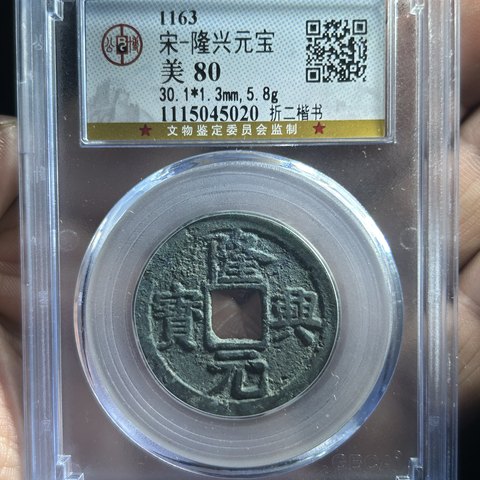 1163
宋-隆兴元宝
美 80
30.1*1.3mm,5.8g
1115045020 折二楷书
★ 文物鉴定委员会监制 ★
隆
寳 興
元